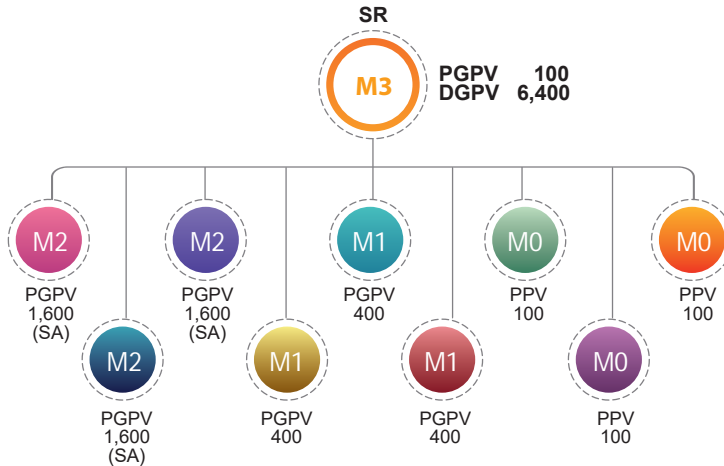 SR
M3
PGPV 100
DGPV 6,400
M2
PGPV
1,600
(SA)
M2
PGPV
1,600
(SA)
M2
PGPV
1,600
(SA)
M1
PGPV
400
M1
PGPV
400
M1
PGPV
400
M0
PPV
100
M0
PPV
100
M0
PPV
100